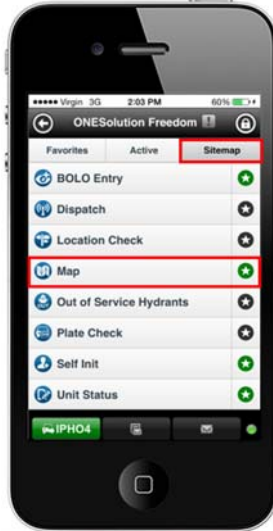 Virgin 3G 2:03 PM 60%
ONESolution Freedom
Favorites Active Sitemap
BOLO Entry
Dispatch
Location Check
Map
Out of Service Hydrants
Plate Check
Self Init
Unit Status
IPHO4